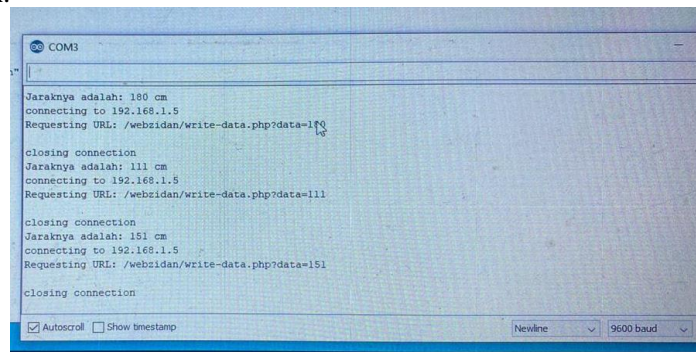 COM3
Jaraknya adalah: 180 cm
connecting to 192.168.1.5
Requesting URL: /webzidan/write-data.php?data=180
closing connection
Jaraknya adalah: 111 cm
connecting to 192.168.1.5
Requesting URL: /webzidan/write-data.php?data=111
closing connection
Jaraknya adalah: 151 cm
connecting to 192.168.1.5
Requesting URL: /webzidan/write-data.php?data=151
closing connection
Autoscroll Show timestamp Newline 9600 baud